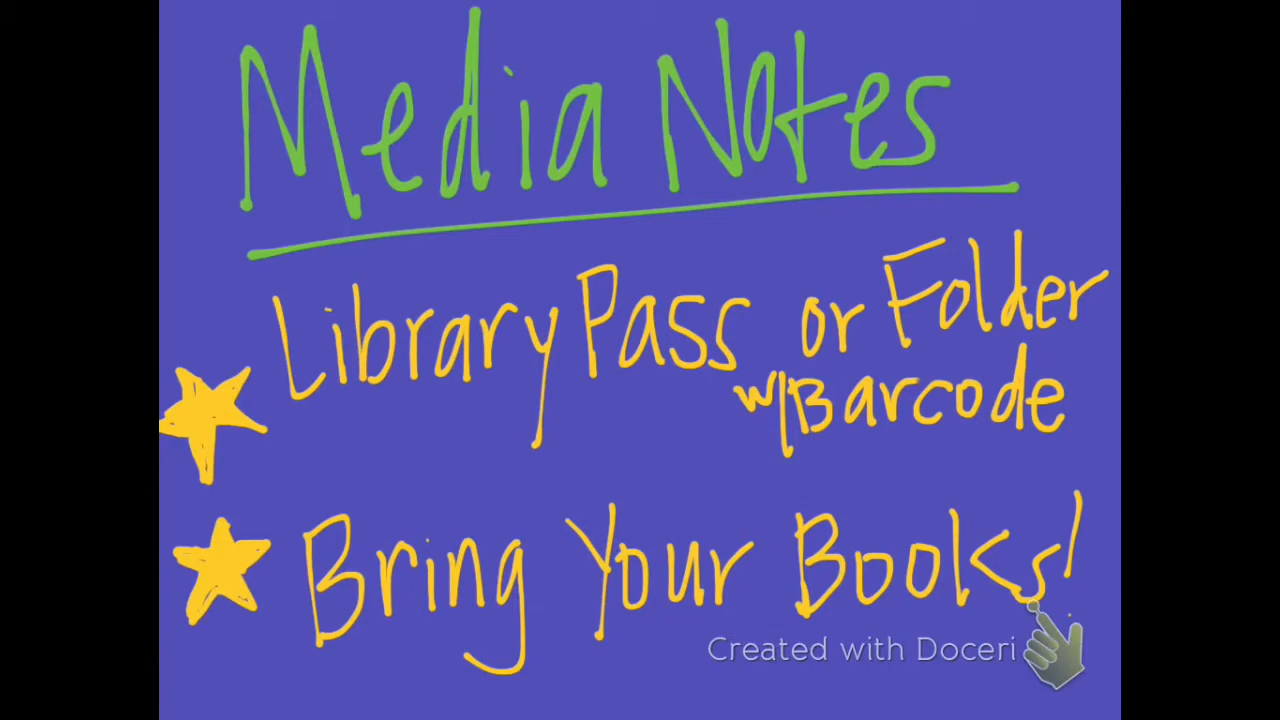 Media Notes
Library Pass or Folder
w/Barcode
Bring Your Books!
Created with Doceri